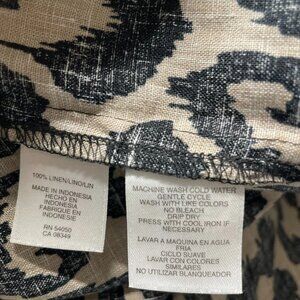 100% LINEN/LINO/LIN
MADE IN INDONESIA
HECHO EN
INDONESIA
FABRIQUE EN
INDONESIE
RN 54050
CA 08349
MACHINE WASH COLD WATER
GENTLE CYCLE
WASH WITH LIKE COLORS
NO BLEACH
DRIP DRY
PRESS WITH COOL IRON IF
NECESSARY
LAVAR A MAQUINA EN AGUA
FRIA
CICLO SUAVE
LAVAR CON COLORES
SIMILARES
NO UTILIZAR BLANQUEADOR